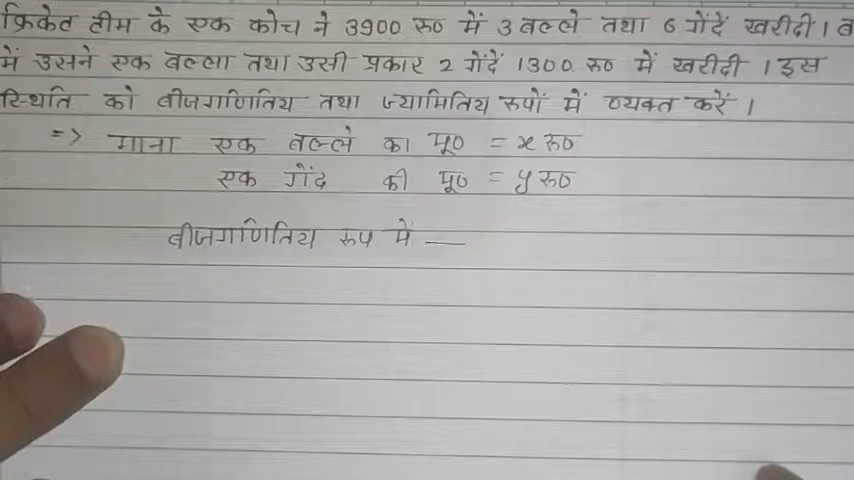 क्रिकेट टीम के एक कोच ने 3900 रु० में 3 बल्ले तथा 6 गेंदें खरीदी।
में उसने एक बल्ला तथा उसी प्रकार 2 गेंदें 1300 रु० में खरीदी । इस
स्थिति को बीजगणितिय तथा ज्यामितिय रुपों में व्यक्त करें ।
=> माना एक बल्ले का मू० = x रु०
एक गेंद की मू० = y रु०
बीजगणितिय रुप में —